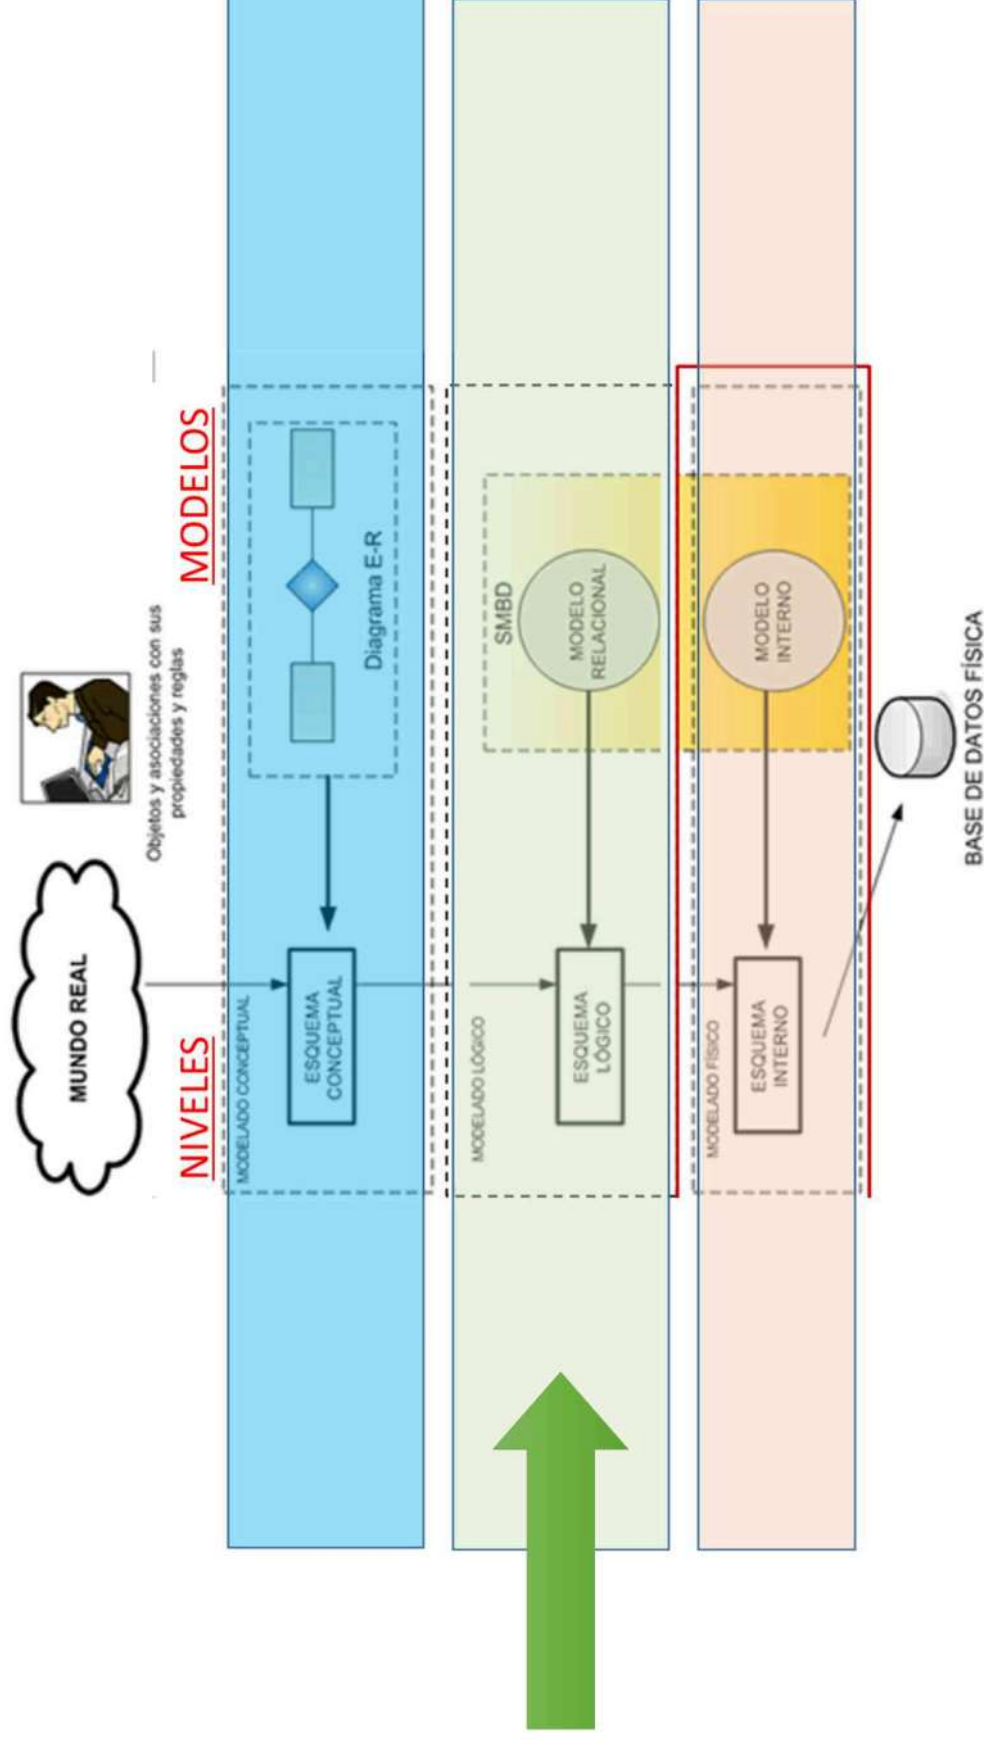 MUNDO REAL
Objetos y asociaciones con sus
propiedades y reglas
NIVELES
MODELOS
MODELADO CONCEPTUAL
ESQUEMA
CONCEPTUAL
Diagrama E-R
MODELADO LÓGICO
ESQUEMA
LÓGICO
SMBD
MODELO
RELACIONAL
MODELADO FÍSICO
ESQUEMA
INTERNO
MODELO
INTERNO
BASE DE DATOS FÍSICA